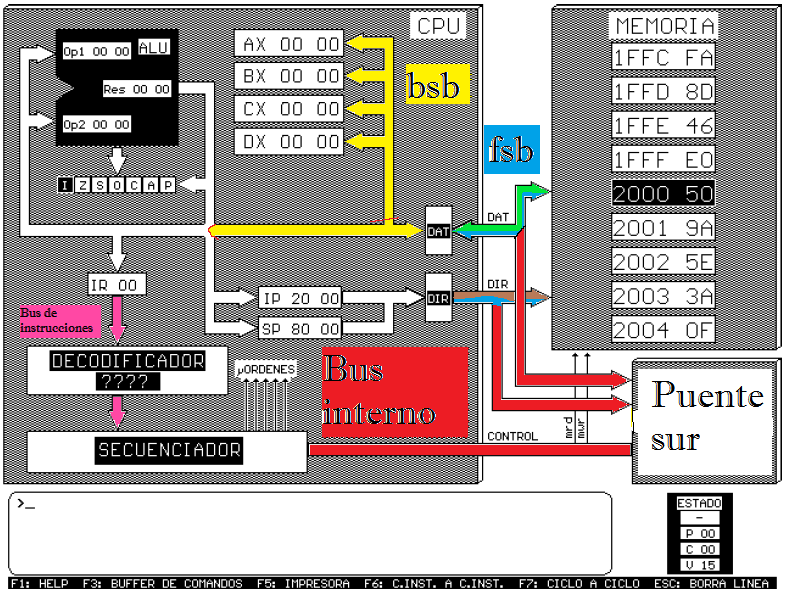 CPU
MEMORIA
Op1 00 00
ALU
Res 00 00
Op2 00 00
I Z S O C A P
AX 00 00
BX 00 00
CX 00 00
DX 00 00
bsb
fsb
1FFC FA
1FFD 8D
1FFE 46
1FFF E0
2000 50
2001 9A
2002 5E
2003 3A
2004 0F
DAT
DAT
IR 00
IP 20 00
SP 80 00
DIR
DIR
Bus de
instrucciones
DECODIFICADOR
????
µORDENES
Bus
interno
SECUENCIADOR
CONTROL
mrd
mwr
Puente
sur
>_
ESTADO
-
P 00
C 00
V 15
F1: HELP F3: BUFFER DE COMANDOS F5: IMPRESORA F6: C.INST. A C.INST. F7: CICLO A CICLO ESC: BORRA LINEA